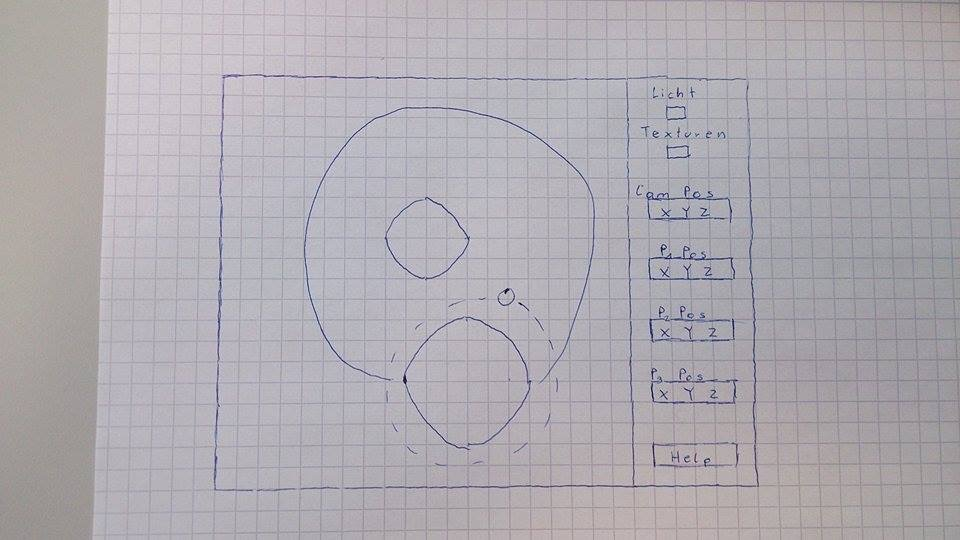 Licht
Texturen
Cam Pos
X Y Z
P1 Pos
X Y Z
P2 Pos
X Y Z
P3 Pos
X Y Z
Help